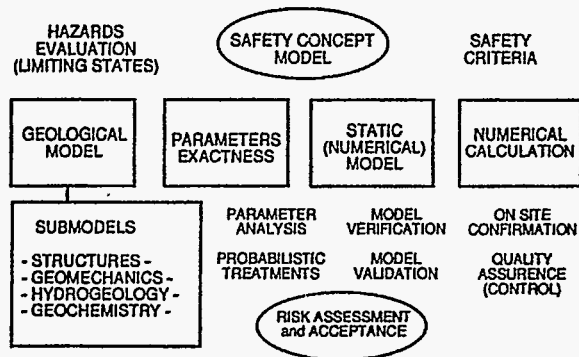 HAZARDS
EVALUATION
(LIMITING STATES)
SAFETY CONCEPT
MODEL
SAFETY
CRITERIA
GEOLOGICAL
MODEL
PARAMETERS
EXACTNESS
STATIC
(NUMERICAL)
MODEL
NUMERICAL
CALCULATION
SUBMODELS
- STRUCTURES -
- GEOMECHANICS -
- HYDROGEOLOGY -
- GEOCHEMISTRY -
PARAMETER
ANALYSIS
MODEL
VERIFICATION
ON SITE
CONFIRMATION
PROBABILISTIC
TREATMENTS
MODEL
VALIDATION
QUALITY
ASSURENCE
(CONTROL)
RISK ASSESSMENT
and ACCEPTANCE